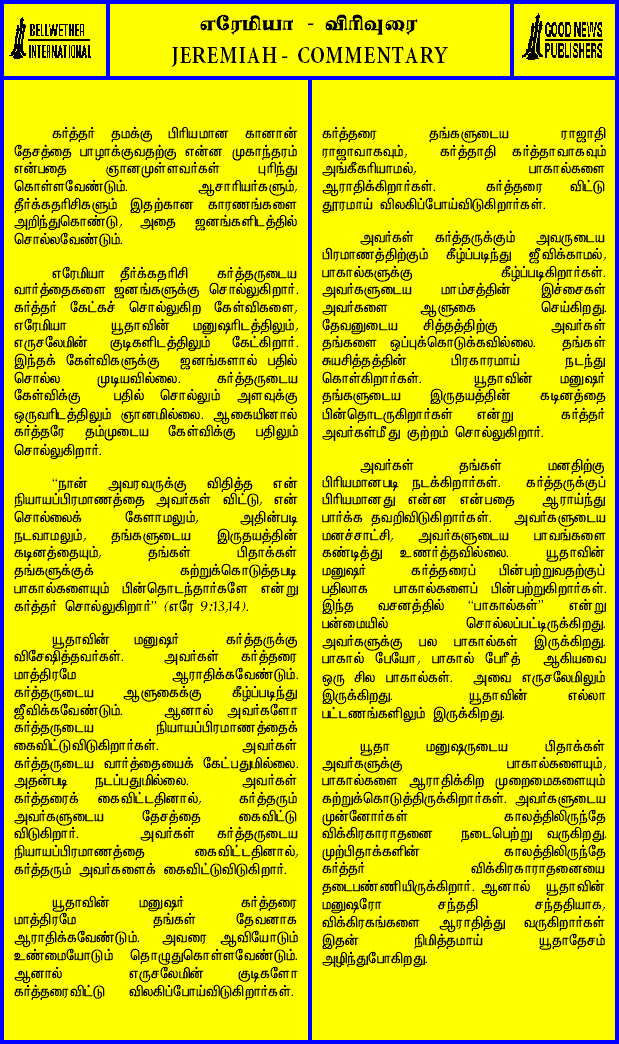 BELLWETHER
INTERNATIONAL
எரேமியா - விரிவுரை
JEREMIAH - COMMENTARY
GOOD NEWS
PUBLISHERS
கர்த்தர் தமக்கு பிரியமான கானான்
தேசத்தை பாழாக்குவதற்கு என்ன முகாந்தரம்
என்பதை ஞானமுள்ளவர்கள் புரிந்து
கொள்ளவேண்டும். ஆசாரியர்களும்,
தீர்க்கதரிசிகளும் இதற்கான காரணங்களை
அறிந்துகொண்டு, அதை ஜனங்களிடத்தில்
சொல்லவேண்டும்.
எரேமியா தீர்க்கதரிசி கர்த்தருடைய
வார்த்தைகளை ஜனங்களுக்கு சொல்லுகிறார்.
கர்த்தர் கேட்கச் சொல்லுகிற கேள்விகளை,
எரேமியா யூதாவின் மனுஷரிடத்திலும்,
எருசலேமின் குடிகளிடத்திலும் கேட்கிறார்.
இந்தக் கேள்விகளுக்கு ஜனங்களால் பதில்
சொல்ல முடியவில்லை. கர்த்தருடைய
கேள்விக்கு பதில் சொல்லும் அளவுக்கு
ஒருவரிடத்திலும் ஞானமில்லை. ஆகையினால்
கர்த்தரே தம்முடைய கேள்விக்கு பதிலும்
சொல்லுகிறார்.
“நான் அவரவருக்கு விதித்த என்
நியாயப்பிரமாணத்தை அவர்கள் விட்டு, என்
சொல்லைக் கேளாமலும், அதின்படி
நடவாமலும், தங்களுடைய இருதயத்தின்
கடினத்தையும், தங்கள் பிதாக்கள்
தங்களுக்குக் கற்றுக்கொடுத்தபடி
பாகால்களையும் பின்தொடந்தார்களே என்று
கர்த்தர் சொல்லுகிறார்” (எரே 9:13,14).
யூதாவின் மனுஷர் கர்த்தருக்கு
விசேஷித்தவர்கள். அவர்கள் கர்த்தரை
மாத்திரமே ஆராதிக்கவேண்டும்.
கர்த்தருடைய ஆளுகைக்கு கீழ்ப்படிந்து
ஜீவிக்கவேண்டும். ஆனால் அவர்களோ
கர்த்தருடைய நியாயப்பிரமாணத்தைக்
கைவிட்டுவிடுகிறார்கள். அவர்கள்
கர்த்தருடைய வார்த்தையைக் கேட்பதுமில்லை.
அதன்படி நடப்பதுமில்லை. அவர்கள்
கர்த்தரைக் கைவிட்டதினால், கர்த்தரும்
அவர்களுடைய தேசத்தை கைவிட்டு
விடுகிறார். அவர்கள் கர்த்தருடைய
நியாயப்பிரமாணத்தை கைவிட்டதினால்,
கர்த்தரும் அவர்களைக் கைவிட்டுவிடுகிறார்.
யூதாவின் மனுஷர் கர்த்தரை
மாத்திரமே தங்கள் தேவனாக
ஆராதிக்கவேண்டும். அவரை ஆவியோடும்
உண்மையோடும் தொழுதுகொள்ளவேண்டும்.
ஆனால் எருசலேமின் குடிகளோ
கர்த்தரைவிட்டு விலகிப்போய்விடுகிறார்கள்.
கர்த்தரை தங்களுடைய ராஜாதி
ராஜாவாகவும், கர்த்தாதி கர்த்தாவாகவும்
அங்கீகரியாமல், பாகால்களை
ஆராதிக்கிறார்கள். கர்த்தரை விட்டு
தூரமாய் விலகிப்போய்விடுகிறார்கள்.
அவர்கள் கர்த்தருக்கும் அவருடைய
பிரமாணத்திற்கும் கீழ்ப்படிந்து ஜீவிக்காமல்,
பாகால்களுக்கு கீழ்ப்படிகிறார்கள்.
அவர்களுடைய மாம்சத்தின் இச்சைகள்
அவர்களை ஆளுகை செய்கிறது.
தேவனுடைய சித்தத்திற்கு அவர்கள்
தங்களை ஒப்புக்கொடுக்கவில்லை. தங்கள்
சுயசித்தத்தின் பிரகாரமாய் நடந்து
கொள்கிறார்கள். யூதாவின் மனுஷர்
தங்களுடைய இருதயத்தின் கடினத்தை
பின்தொடருகிறார்கள் என்று கர்த்தர்
அவர்கள்மீது குற்றம் சொல்லுகிறார்.
அவர்கள் தங்கள் மனதிற்கு
பிரியமானபடி நடக்கிறார்கள். கர்த்தருக்குப்
பிரியமானது என்ன என்பதை ஆராய்ந்து
பார்க்க தவறிவிடுகிறார்கள். அவர்களுடைய
மனச்சாட்சி, அவர்களுடைய பாவங்களை
கண்டித்து உணர்த்தவில்லை. யூதாவின்
மனுஷர் கர்த்தரைப் பின்பற்றுவதற்குப்
பதிலாக பாகால்களைப் பின்பற்றுகிறார்கள்.
இந்த வசனத்தில் “பாகால்கள்” என்று
பன்மையில் சொல்லப்பட்டிருக்கிறது.
அவர்களுக்கு பல பாகால்கள் இருக்கிறது.
பாகால் பேயோ, பாகால் பேரீத் ஆகியவை
ஒரு சில பாகால்கள். அவை எருசலேமிலும்
இருக்கிறது. யூதாவின் எல்லா
பட்டணங்களிலும் இருக்கிறது.
யூதா மனுஷருடைய பிதாக்கள்
அவர்களுக்கு பாகால்களையும்,
பாகால்களை ஆராதிக்கிற முறைமைகளையும்
கற்றுக்கொடுத்திருக்கிறார்கள். அவர்களுடைய
முன்னோர்கள் காலத்திலிருந்தே
விக்கிரகாராதனை நடைபெற்று வருகிறது.
முற்பிதாக்களின் காலத்திலிருந்தே
கர்த்தர் விக்கிரகாராதனையை
தடைபண்ணியிருக்கிறார். ஆனால் யூதாவின்
மனுஷரோ சந்ததி சந்ததியாக,
விக்கிரகங்களை ஆராதித்து வருகிறார்கள்
இதன் நிமித்தமாய் யூதாதேசம்
அழிந்துபோகிறது.